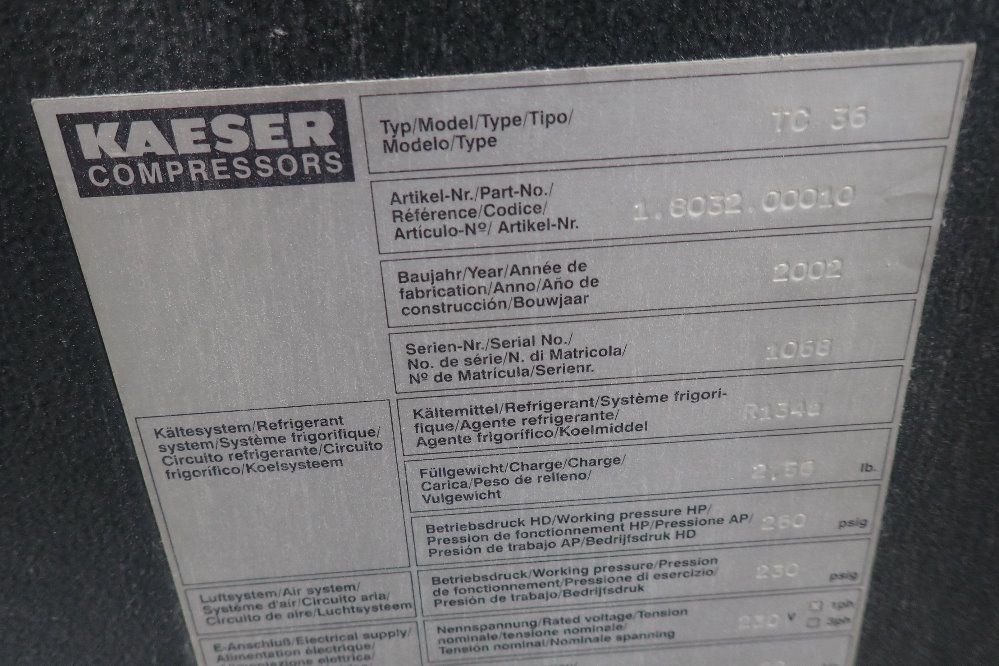 KAESER
COMPRESSORS
Typ/Model/Type/Tipo/
Modelo/Type
TC 36
Artikel-Nr./Part-No./
Référence/Codice/
Artículo-Nº/ Artikel-Nr.
1.8032.00010
Baujahr/Year/Année de
fabrication/Anno/Año de
construcción/Bouwjaar
2002
Serien-Nr./Serial No./
No. de série/N. di Matricola/
Nº de Matrícula/Serienr.
1068
Kältesystem/Refrigerant
system/Système frigorifique/
Circuito refrigerante/Circuito
frigorífico/Koelsysteem
Kältemittel/Refrigerant/Système frigori-
fique/Agente refrigerante/
Agente frigorífico/Koelmiddel
R134a
Füllgewicht/Charge/Charge/
Carica/Peso de relleno/
Vulgewicht
lb.
Betriebsdruck HD/Working pressure HP/
Pression de fonctionnement HP/Pressione AP/
Presión de trabajo AP/Bedrijfsdruk HD
260 psig
Luftsystem/Air system/
Système d'air/Circuito aria/
Circuito de aire/Luchtsysteem
Betriebsdruck/Working pressure/Pression
de fonctionnement/Pressione di esercizio/
Presión de trabajo/Bedrijfsdruk
230 psig
E-Anschluß/Electrical supply/
Alimentation électrique/
Alimentazione elettrica/
Nennspannung/Rated voltage/Tension
nominale/tensione nominale/
Tension nominal/Nominale spanning
230 V
1ph
3ph